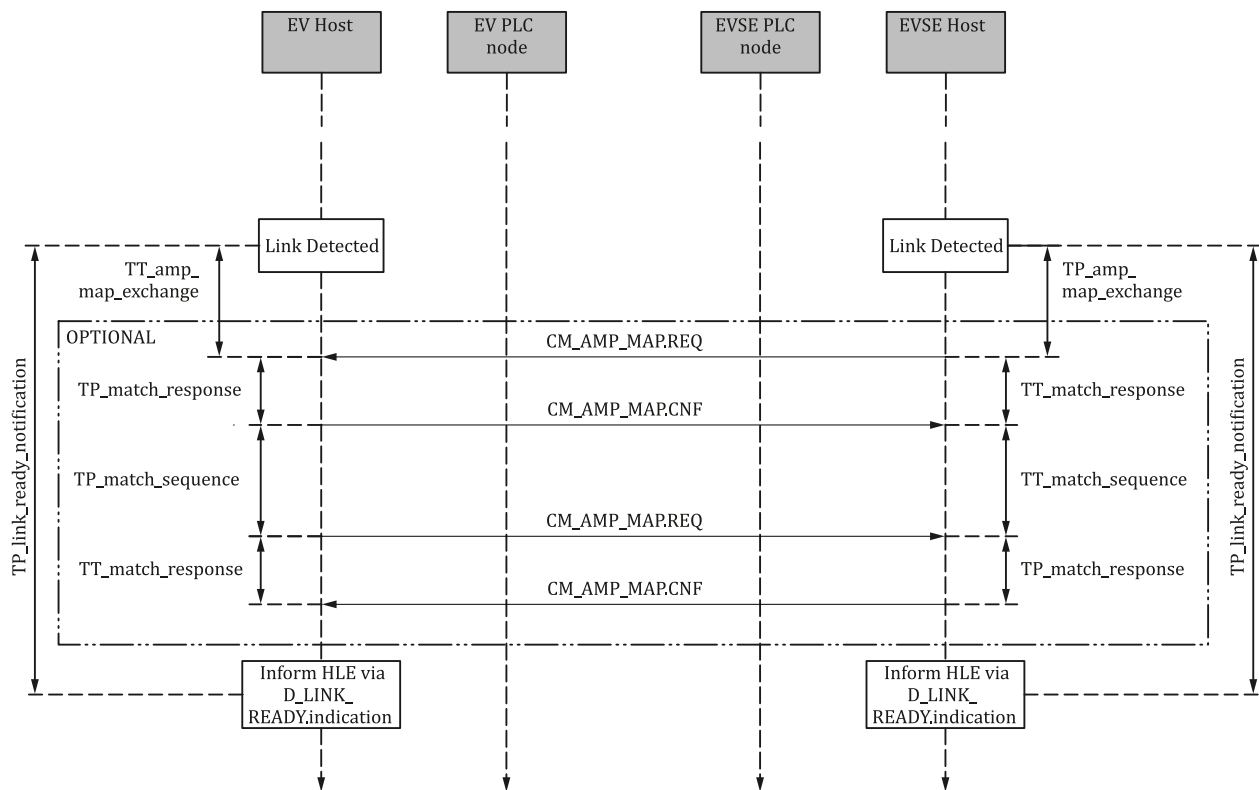 EV Host
EV PLC
node
EVSE PLC
node
EVSE Host
Link Detected
Link Detected
TT_amp_
map_exchange
TP_amp_
map_exchange
OPTIONAL
CM_AMP_MAP.REQ
TP_match_response
TT_match_response
CM_AMP_MAP.CNF
TP_link_ready_notification
TP_link_ready_notification
TP_match_sequence
TT_match_sequence
CM_AMP_MAP.REQ
TT_match_response
TP_match_response
CM_AMP_MAP.CNF
Inform HLE via
D_LINK_
READY.indication
Inform HLE via
D_LINK_
READY.indication